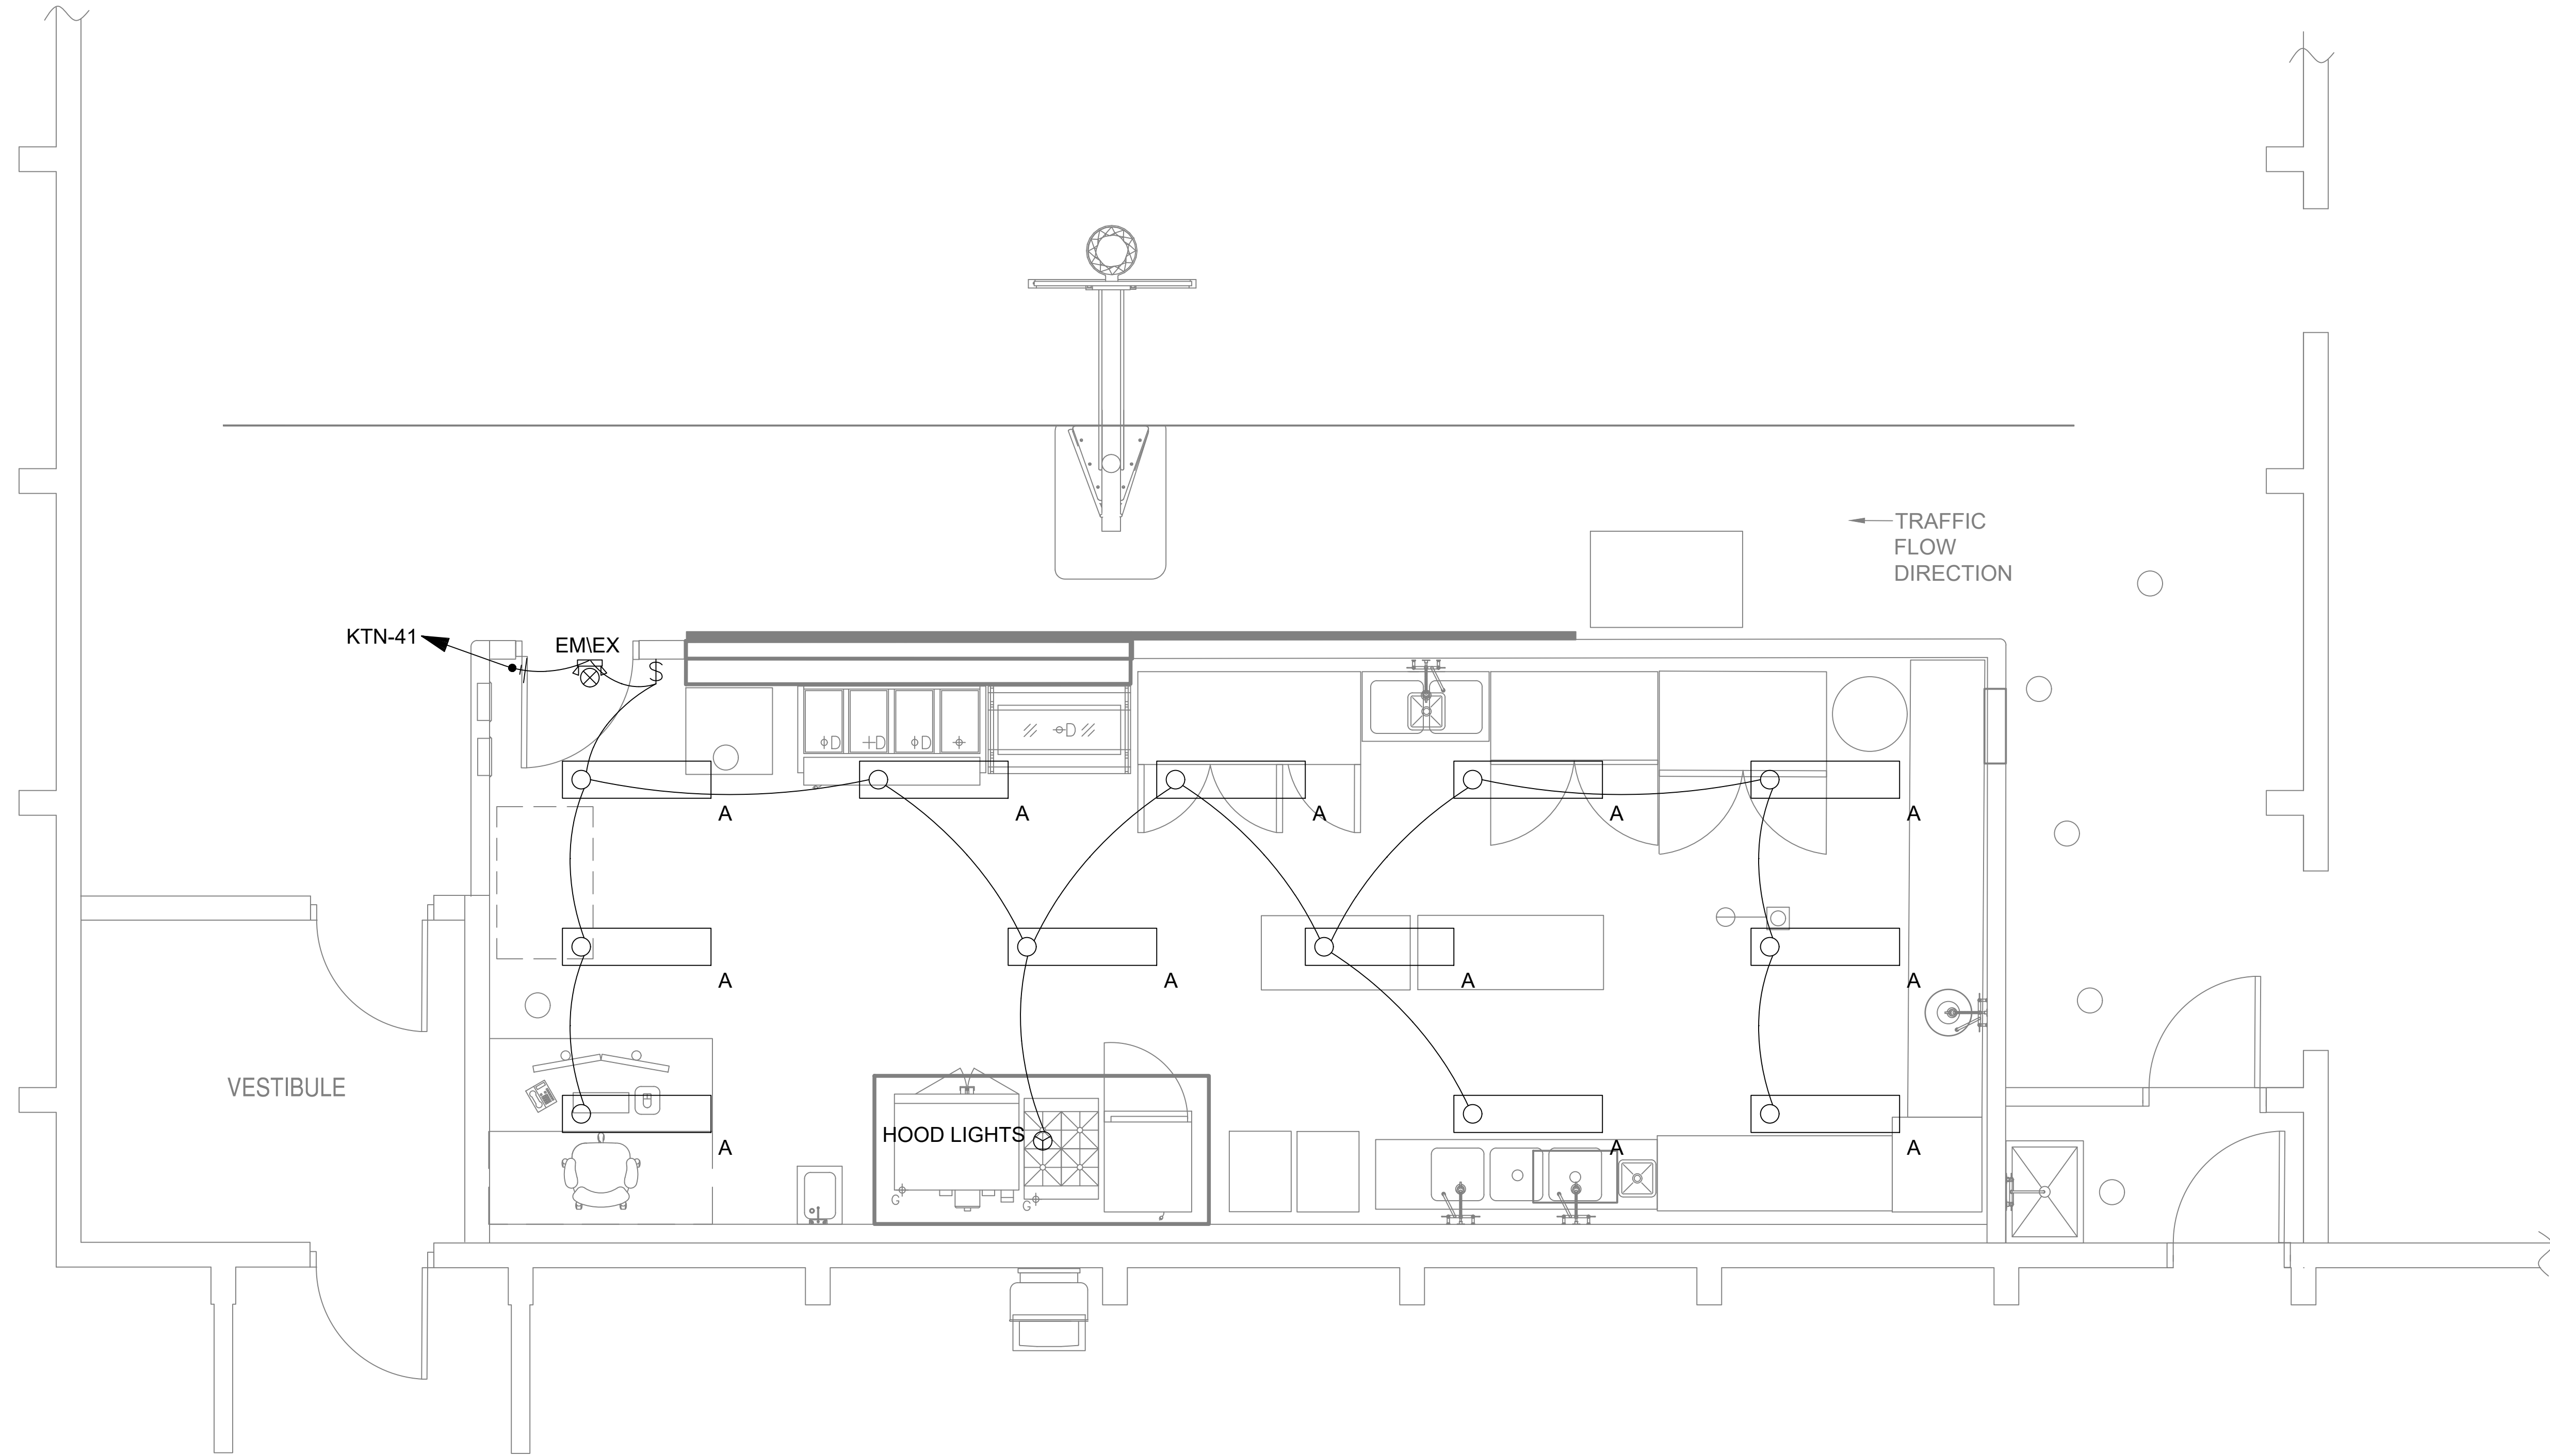 TRAFFIC
FLOW
DIRECTION
KTN-41
EM\EX
$
D
D
D
D
A
A
A
A
A
A
A
A
A
VESTIBULE
HOOD LIGHTS
A
A
A
G
G